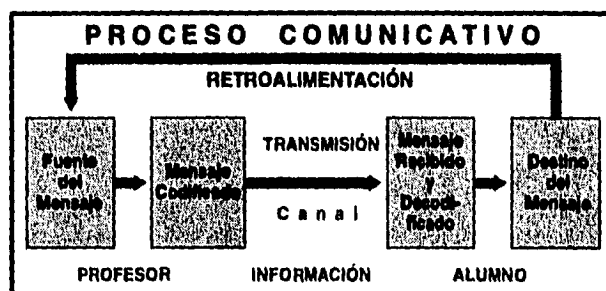 PROCESO COMUNICATIVO
RETROALIMENTACIÓN
Fuente
del
Mensaje
Mensaje
Codificado
TRANSMISIÓN
Canal
Mensaje
Recibido
y
Decodi-
ficado
Destino
del
Mensaje
PROFESOR
INFORMACIÓN
ALUMNO